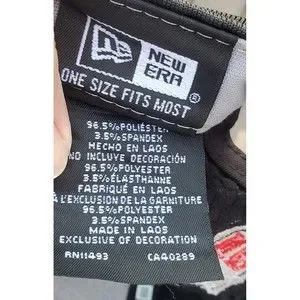 NEW
ERA
ONE SIZE FITS MOST ®
96.5%POLIÉSTER
3.5%SPANDEX
HECHO EN LAOS
NO INCLUYE DECORACIÓN
96.5%POLYESTER
3.5%ÉLASTHANNE
FABRIQUÉ EN LAOS
À L'EXCLUSION DE LA GARNITURE
96.5%POLYESTER
3.5%SPANDEX
MADE IN LAOS
EXCLUSIVE OF DECORATION
RN11493 CA40289